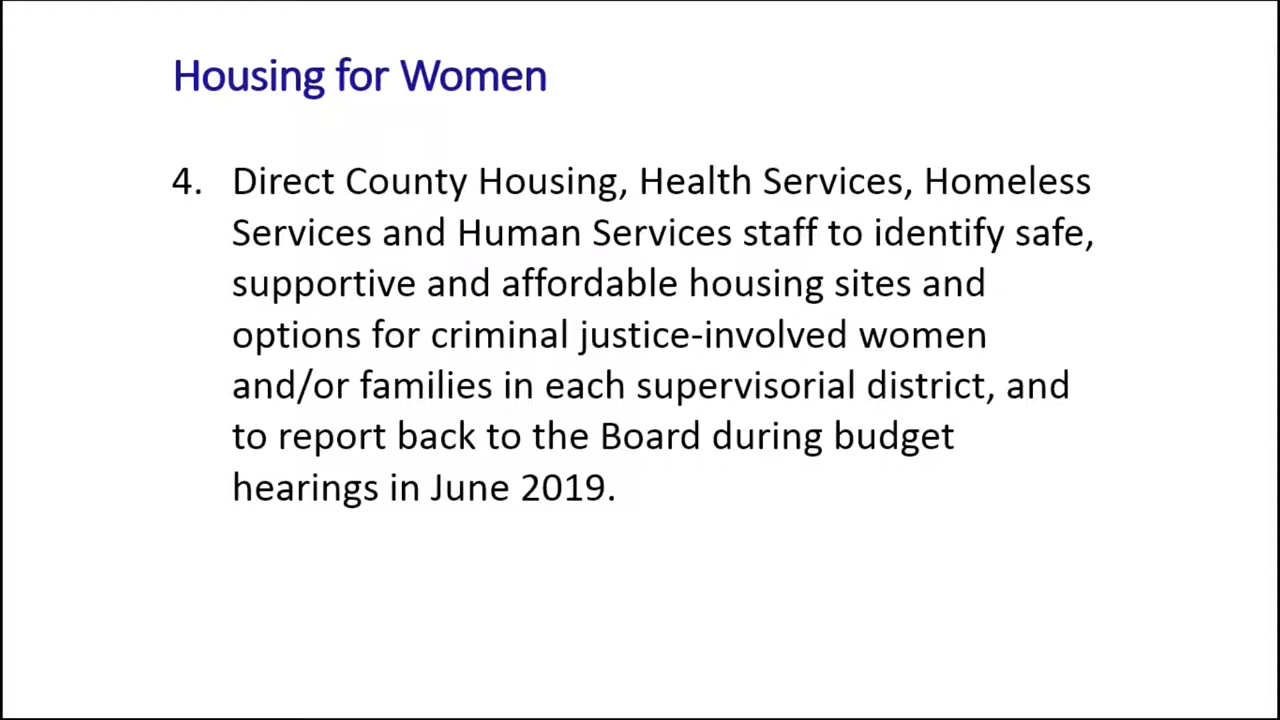 Housing for Women
4. Direct County Housing, Health Services, Homeless
Services and Human Services staff to identify safe,
supportive and affordable housing sites and
options for criminal justice-involved women
and/or families in each supervisorial district, and
to report back to the Board during budget
hearings in June 2019.